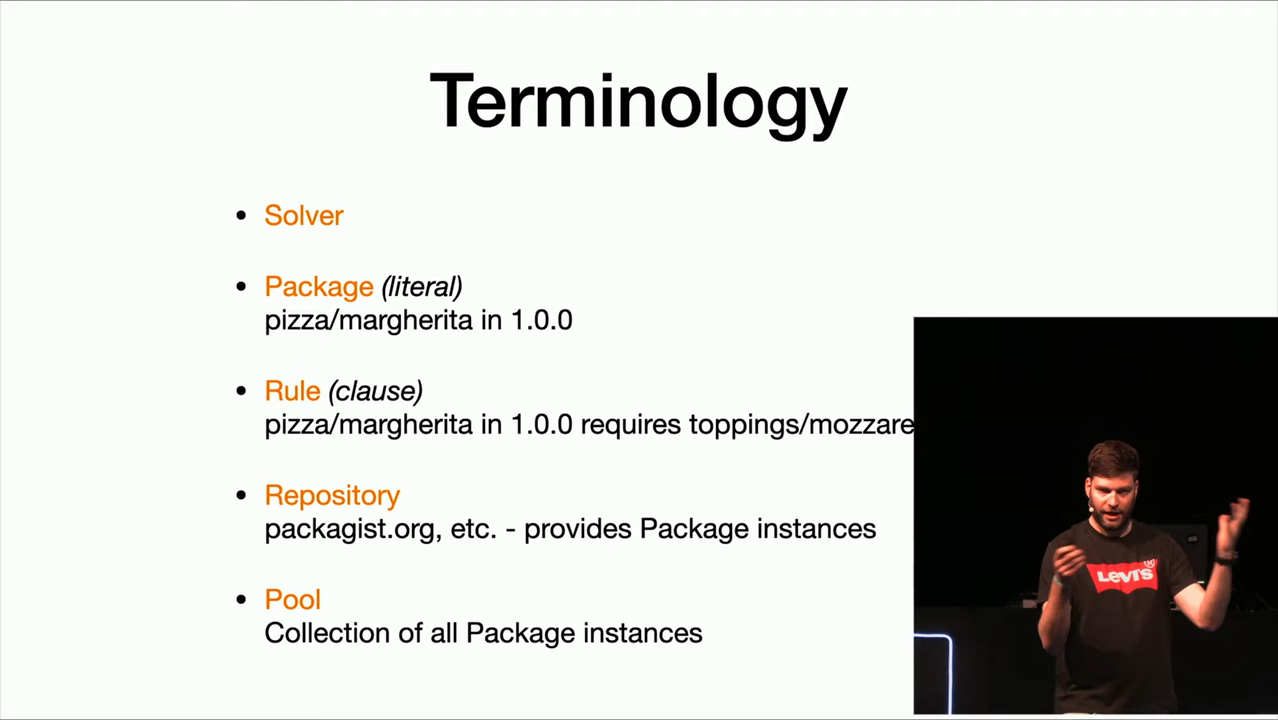 Terminology
• Solver
• Package (literal)
pizza/margherita in 1.0.0
• Rule (clause)
pizza/margherita in 1.0.0 requires toppings/mozzare
• Repository
packagist.org, etc. - provides Package instances
• Pool
Collection of all Package instances
Levi's